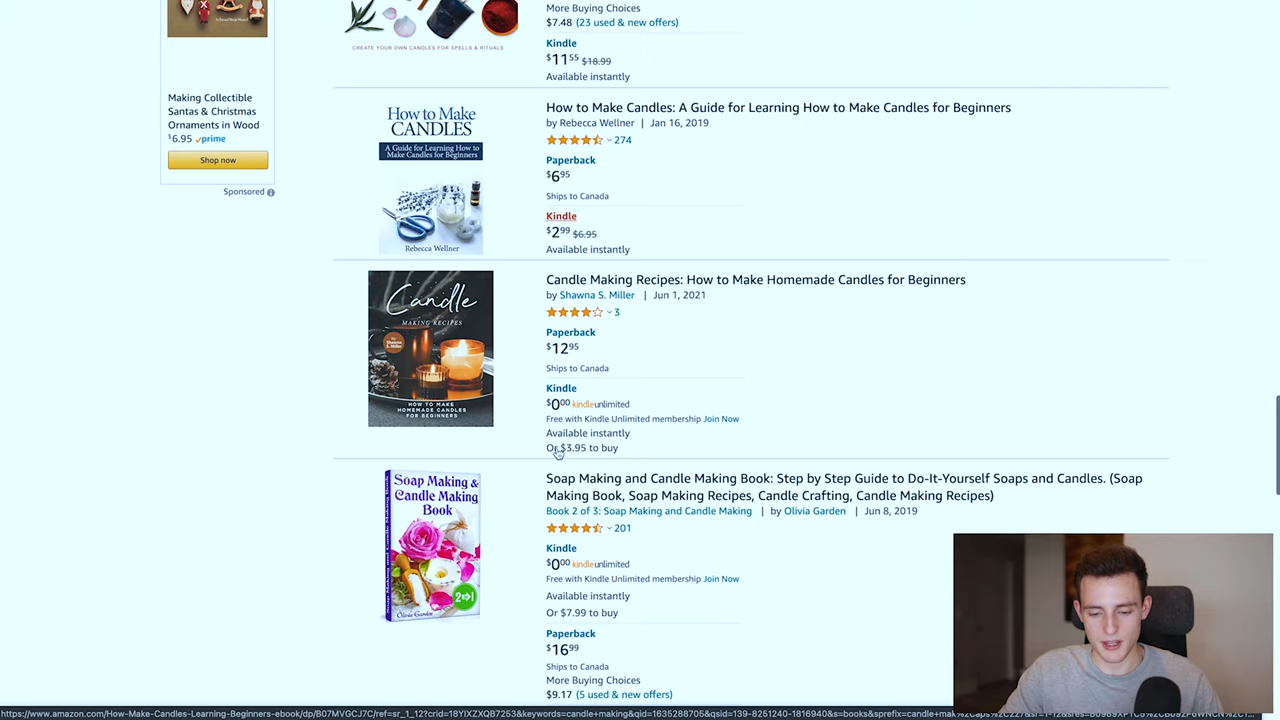 More Buying Choices
$7.48 (23 used & new offers)
CREATE YOUR OWN CANDLES FOR SPELLS & RITUALS
Kindle
$11 55 $18.99
Available instantly
Making Collectible
Santas & Christmas
Ornaments in Wood
$6.95 prime
Shop now
Sponsored
How to Make
CANDLES
A Guide for Learning How to
Make Candles for Beginners
Rebecca Wellner
How to Make Candles: A Guide for Learning How to Make Candles for Beginners
by Rebecca Wellner | Jan 16, 2019
274
Paperback
$6 95
Ships to Canada
Kindle
$2 99 $6.95
Available instantly
Candle
MAKING RECIPES
HOW TO MAKE
HOMEMADE CANDLES
FOR BEGINNERS
Candle Making Recipes: How to Make Homemade Candles for Beginners
by Shawna S. Miller | Jun 1, 2021
3
Paperback
$12 95
Ships to Canada
Kindle
$0 00 kindleunlimited
Free with Kindle Unlimited membership Join Now
Available instantly
Or $3.95 to buy
Soap Making &
Candle Making
Book
2 1
Olivia Garden
Soap Making and Candle Making Book: Step by Step Guide to Do-It-Yourself Soaps and Candles. (Soap
Making Book, Soap Making Recipes, Candle Crafting, Candle Making Recipes)
Book 2 of 3: Soap Making and Candle Making | by Olivia Garden | Jun 8, 2019
201
Kindle
$0 00 kindleunlimited
Free with Kindle Unlimited membership Join Now
Available instantly
Or $7.99 to buy
Paperback
$16 99
Ships to Canada
More Buying Choices
$9.17 (5 used & new offers)